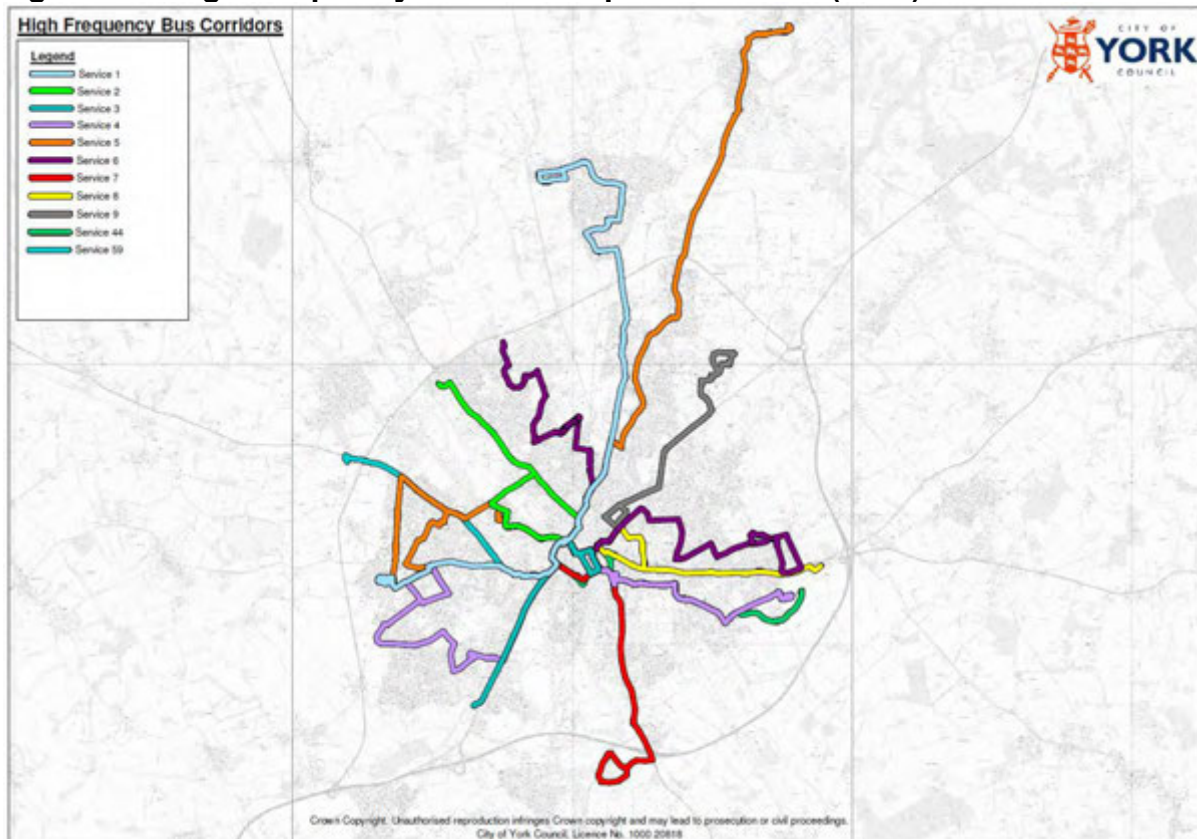 High Frequency Bus Corridors
Legend
Service 1
Service 2
Service 3
Service 4
Service 5
Service 6
Service 7
Service 8
Service 9
Service 44
Service 59
CITY OF
YORK
COUNCIL
Crown Copyright. Unauthorised reproduction infringes Crown copyright and may lead to prosecution or civil proceedings.
City of York Council, Licence No. 1000 20818